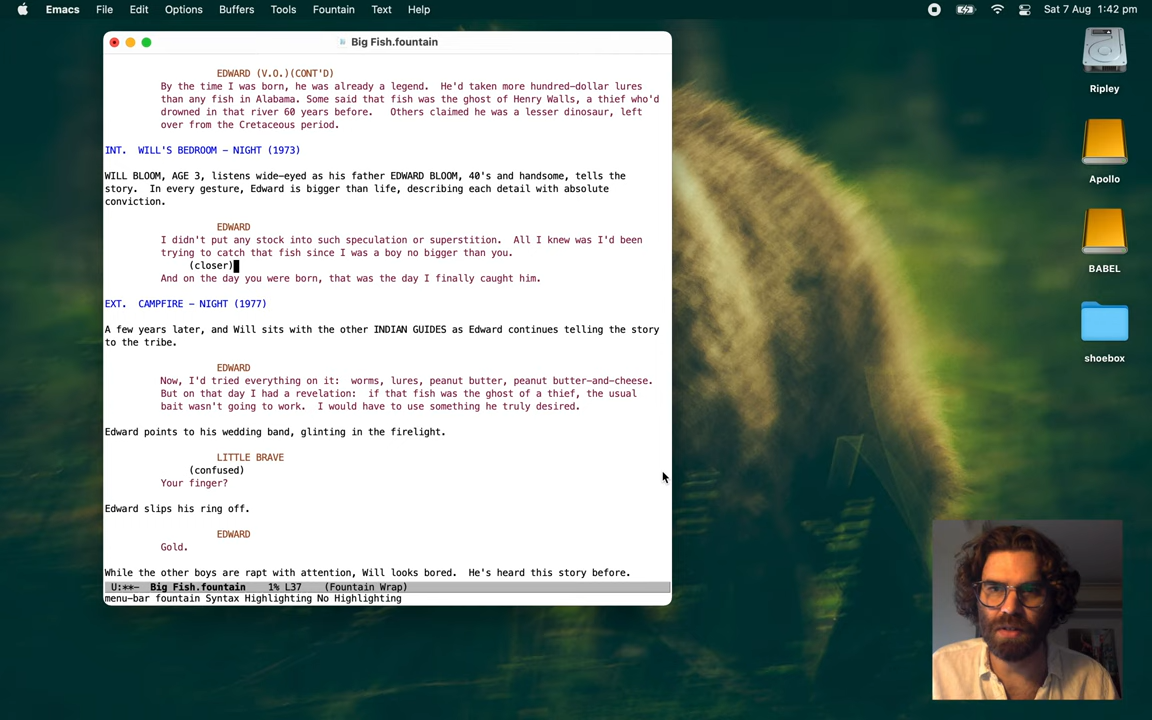 Emacs File Edit Options Buffers Tools Fountain Text Help
Sat 7 Aug 1:42 pm
Big Fish.fountain
EDWARD (V.O.)(CONT'D)
By the time I was born, he was already a legend.  He'd taken more hundred-dollar lures
than any fish in Alabama. Some said that fish was the ghost of Henry Walls, a thief who'd
drowned in that river 60 years before.   Others claimed he was a lesser dinosaur, left
over from the Cretaceous period.
INT.  WILL'S BEDROOM - NIGHT (1973)
WILL BLOOM, AGE 3, listens wide-eyed as his father EDWARD BLOOM, 40's and handsome, tells the
story.  In every gesture, Edward is bigger than life, describing each detail with absolute
conviction.
EDWARD
I didn't put any stock into such speculation or superstition.  All I knew was I'd been
trying to catch that fish since I was a boy no bigger than you.
(closer)
And on the day you were born, that was the day I finally caught him.
EXT.  CAMPFIRE - NIGHT (1977)
A few years later, and Will sits with the other INDIAN GUIDES as Edward continues telling the story
to the tribe.
EDWARD
Now, I'd tried everything on it:  worms, lures, peanut butter, peanut butter-and-cheese.
But on that day I had a revelation:  if that fish was the ghost of a thief, the usual
bait wasn't going to work.  I would have to use something he truly desired.
Edward points to his wedding band, glinting in the firelight.
LITTLE BRAVE
(confused)
Your finger?
Edward slips his ring off.
EDWARD
Gold.
While the other boys are rapt with attention, Will looks bored.  He's heard this story before.
U:**-  Big Fish.fountain    1% L37    (Fountain Wrap)
menu-bar fountain Syntax Highlighting No Highlighting
Ripley
Apollo
BABEL
shoebox